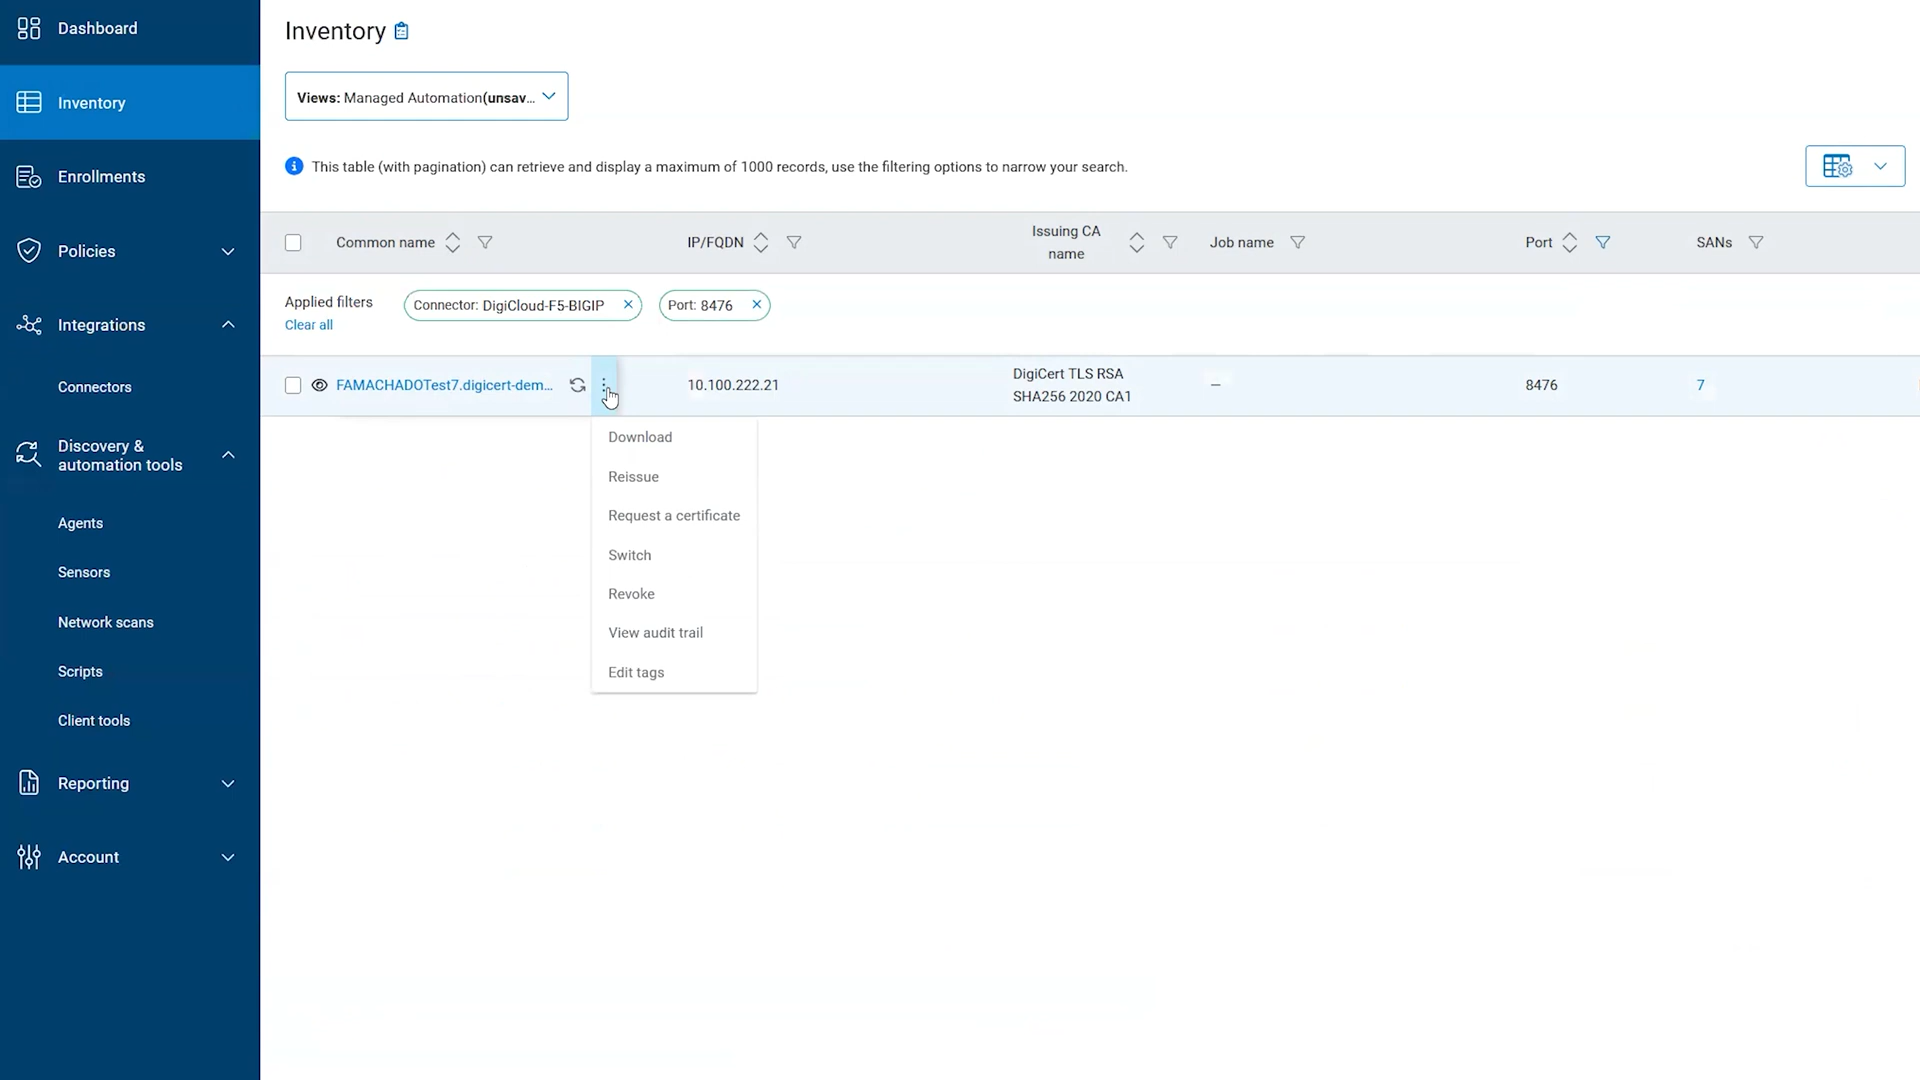 Dashboard
Inventory
Enrollments
Policies
Integrations
Connectors
Discovery &
automation tools
Agents
Sensors
Network scans
Scripts
Client tools
Reporting
Account
Inventory
Views: Managed Automation(unsav...
This table (with pagination) can retrieve and display a maximum of 1000 records, use the filtering options to narrow your search.
Common name
IP/FQDN
Issuing CA
name
Job name
Port
SANs
Applied filters
Clear all
Connector: DigiCloud-F5-BIGIP
Port: 8476
FAMACHADOTest7.digicert-dem...
10.100.222.21
DigiCert TLS RSA
SHA256 2020 CA1
–
8476
7
Download
Reissue
Request a certificate
Switch
Revoke
View audit trail
Edit tags